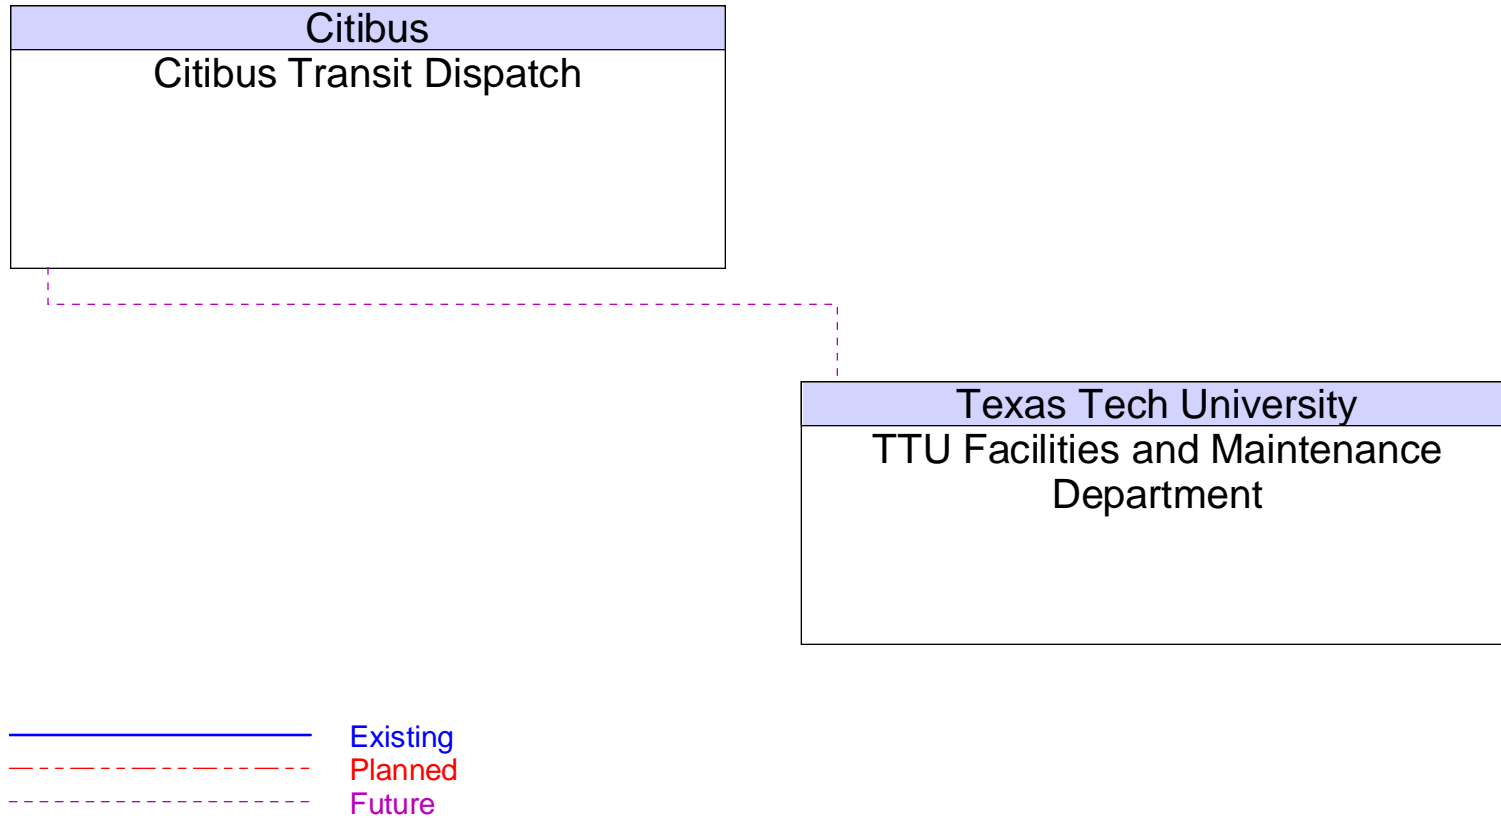 Citibus
Citibus Transit Dispatch
Texas Tech University
TTU Facilities and Maintenance
Department
Existing
Planned
Future